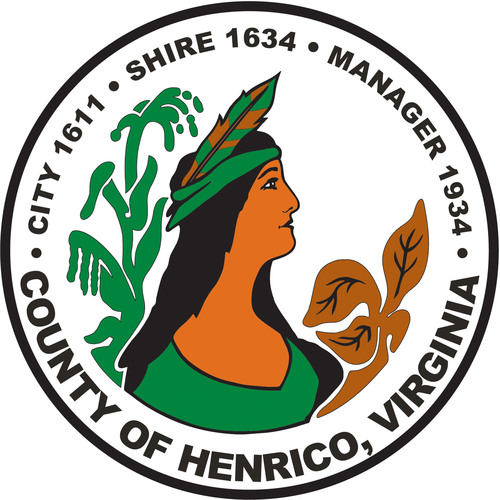 • CITY 1611 • SHIRE 1634 • MANAGER 1934 •
COUNTY OF HENRICO, VIRGINIA